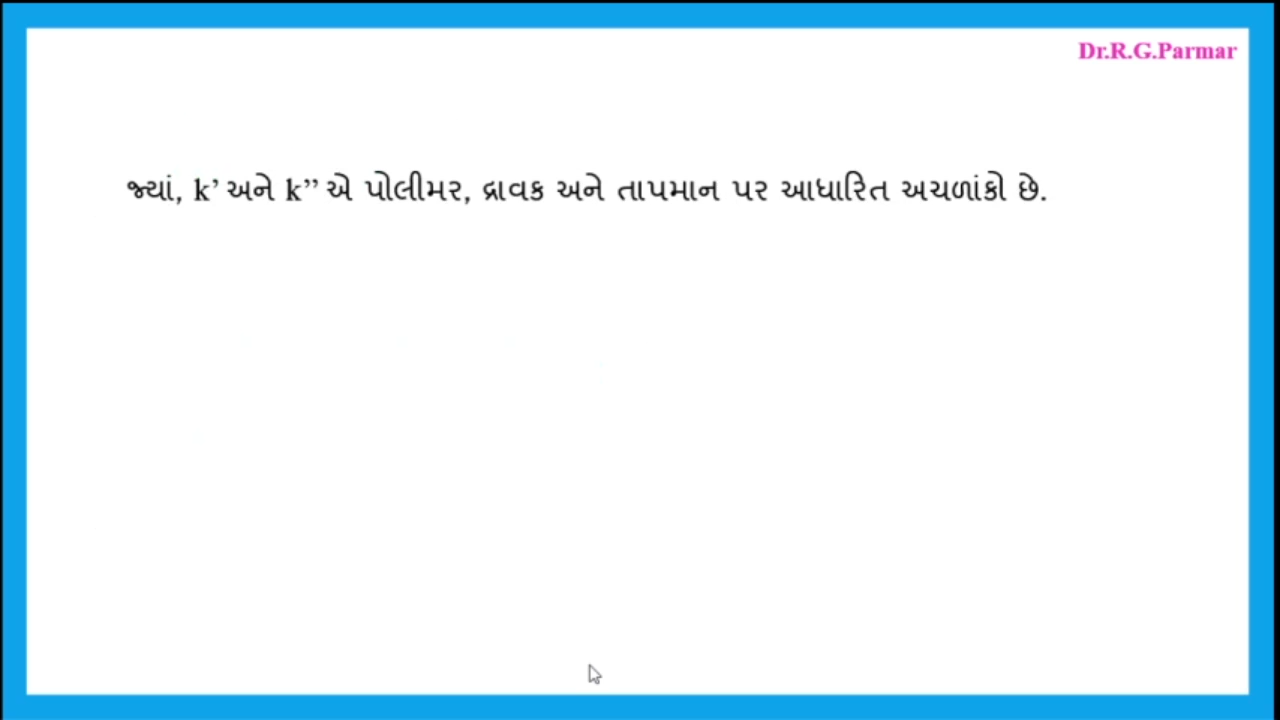 Dr.R.G.Parmar
જ્યાં, k’ અને k” એ પોલીમર, દ્રાવક અને તાપમાન પર આધારિત અચળાંકો છે.